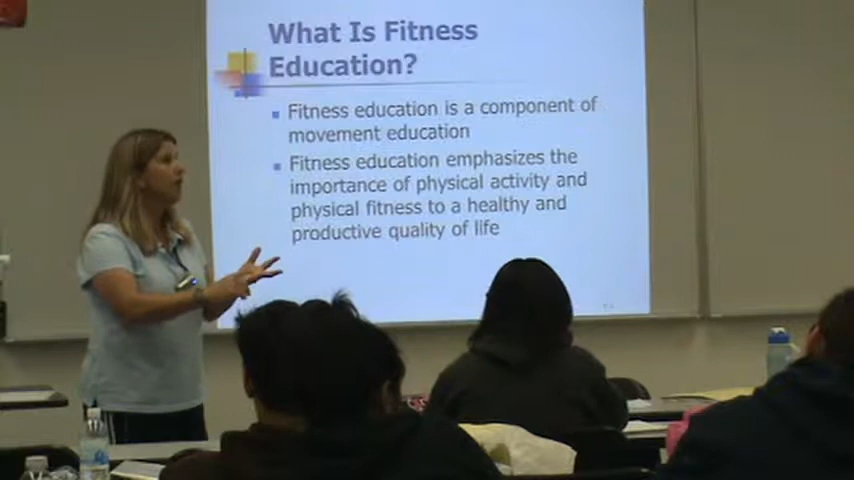 What Is Fitness
Education?
Fitness education is a component of
movement education
Fitness education emphasizes the
importance of physical activity and
physical fitness to a healthy and
productive quality of life